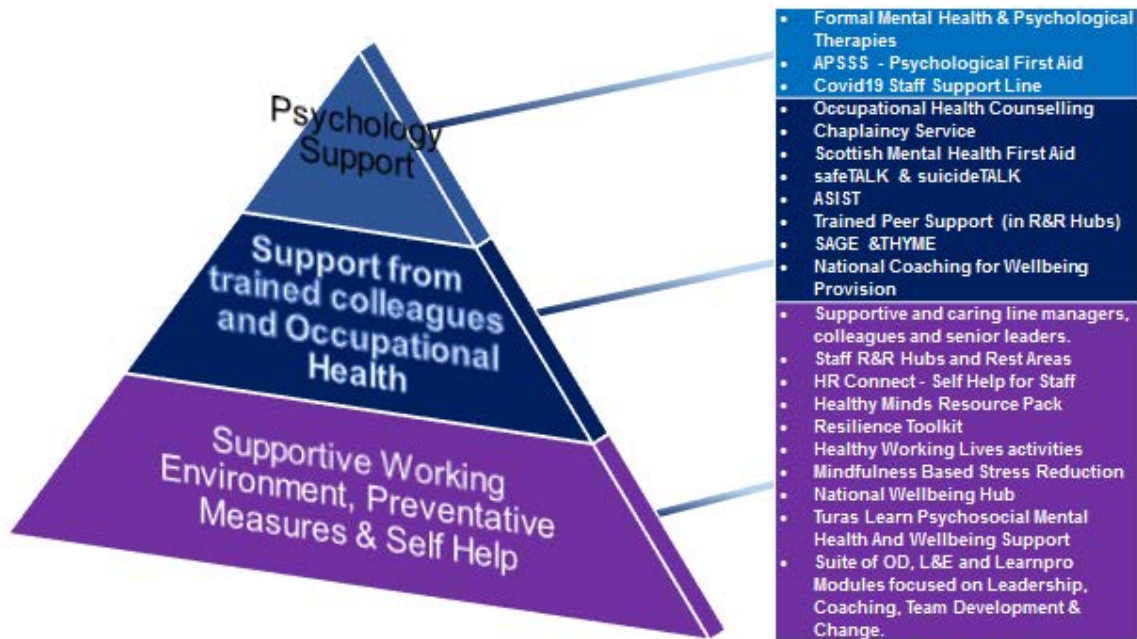 Psychology
Support
Support from
trained colleagues
and Occupational
Health
Supportive Working
Environment, Preventative
Measures & Self Help
• Formal Mental Health & Psychological
Therapies
• APSSS - Psychological First Aid
• Covid19 Staff Support Line
• Occupational Health Counselling
• Chaplaincy Service
• Scottish Mental Health First Aid
• safeTALK & suicideTALK
• ASIST
• Trained Peer Support (in R&R Hubs)
• SAGE &THYME
• National Coaching for Wellbeing
Provision
• Supportive and caring line managers,
colleagues and senior leaders.
• Staff R&R Hubs and Rest Areas
• HR Connect - Self Help for Staff
• Healthy Minds Resource Pack
• Resilience Toolkit
• Healthy Working Lives activities
• Mindfulness Based Stress Reduction
• National Wellbeing Hub
• Turas Learn Psychosocial Mental
Health And Wellbeing Support
• Suite of OD, L&E and Learnpro
Modules focused on Leadership,
Coaching, Team Development &
Change.